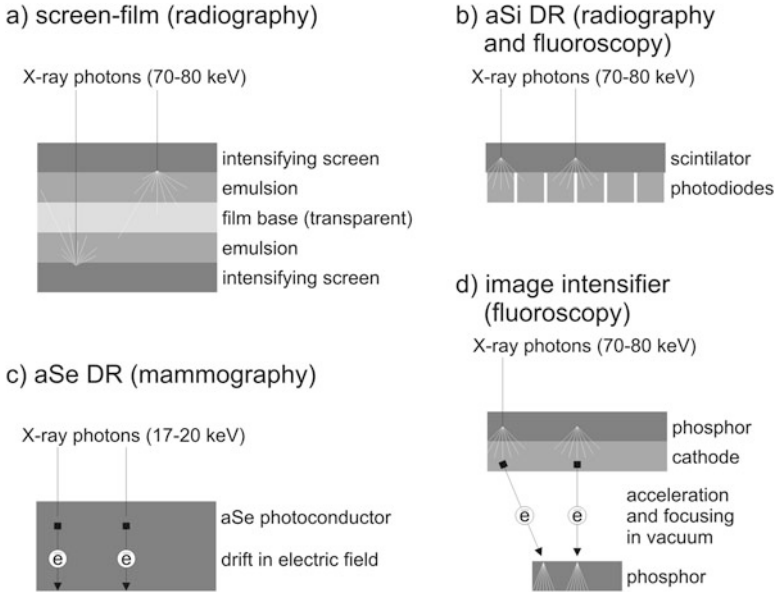 a) screen-film (radiography)
X-ray photons (70-80 keV)
intensifying screen
emulsion
film base (transparent)
emulsion
intensifying screen
b) aSi DR (radiography
and fluoroscopy)
X-ray photons (70-80 keV)
scintilator
photodiodes
c) aSe DR (mammography)
X-ray photons (17-20 keV)
aSe photoconductor
e e drift in electric field
d) image intensifier
(fluoroscopy)
X-ray photons (70-80 keV)
phosphor
cathode
e e
acceleration
and focusing
in vacuum
phosphor